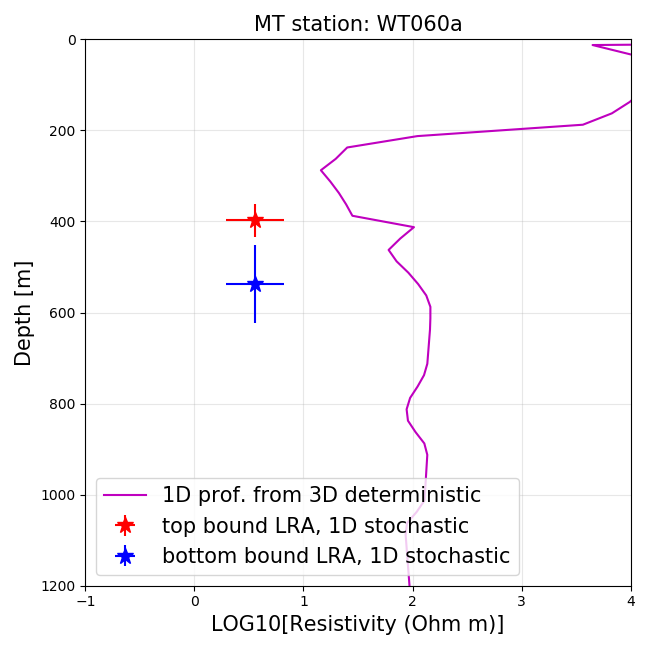 MT station: WT060a
0
200
400
600
800
1000
1200
Depth [m]
1D prof. from 3D deterministic
top bound LRA, 1D stochastic
bottom bound LRA, 1D stochastic
−1 0 1 2 3 4
LOG10[Resistivity (Ohm m)]